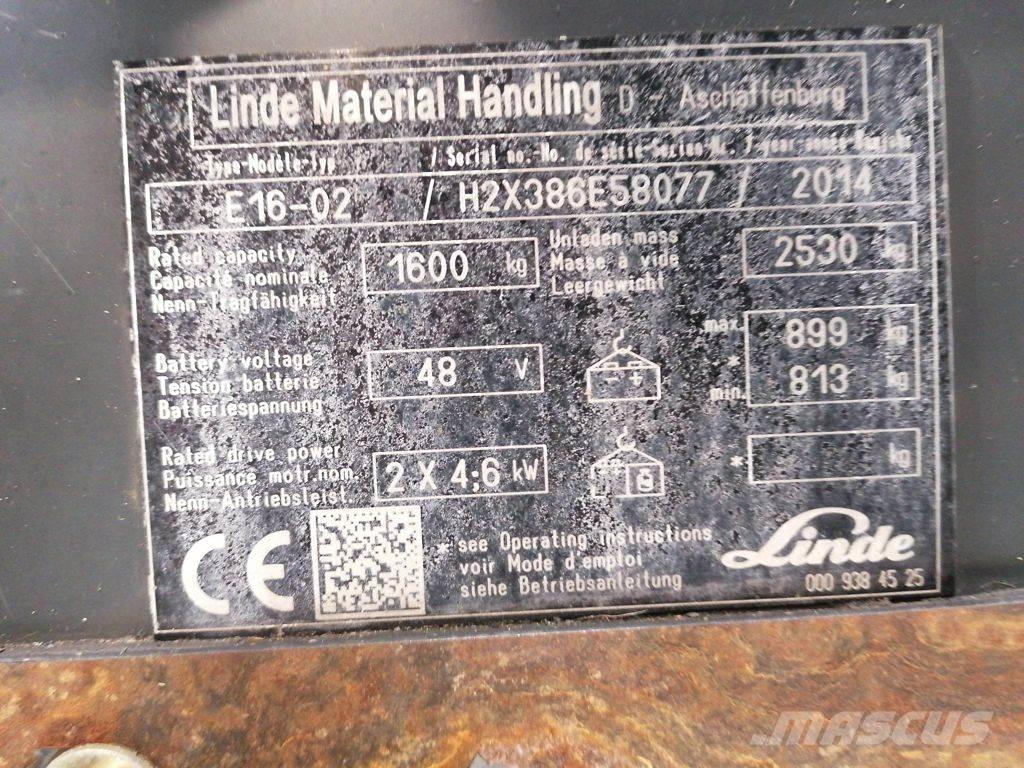 Linde Material Handling D - Aschaffenburg
Type-Modèle-Typ / Serial no.-No. de série-Serien-Nr. / year-année-Baujahr
E16-02 / H2X386E58077 / 2014
Rated capacity
Capacité nominale
Nenn-Tragfähigkeit
1600 kg
Unladen mass
Masse à vide
Leergewicht
2530 kg
Battery voltage
Tension batterie
Batteriespannung
48 V
max. 899 kg
*
min. 813 kg
Rated drive power
Puissance motr.nom.
Nenn-Antriebsleist.
2 X 4.6 kW
* kg
CE
* see Operating instructions
voir Mode d'emploi
siehe Betriebsanleitung
Linde
000 938 45 25
MASCUS